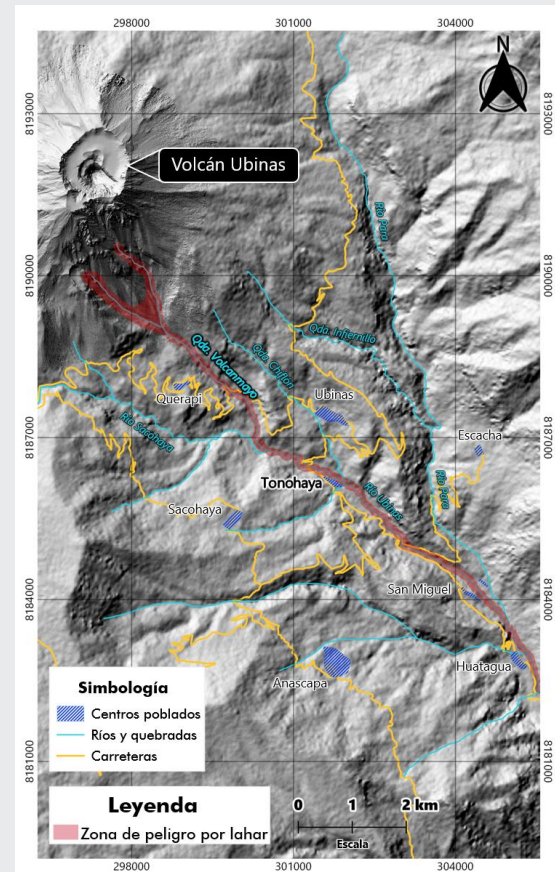 298000
301000
304000
N
8193000
8193000
Volcán Ubinas
Río Para
8190000
8190000
Qda. Infiernillo
Qda. Volcanmayo
Qda. Chiflón
Querapi
Ubinas
8187000
8187000
Río Sacohaya
Escacha
Tonohaya
Río Ubinas
Río Para
Sacohaya
San Miguel
8184000
8184000
Huatagua
Anascapa
Simbología
Centros poblados
Ríos y quebradas
Carreteras
8181000
8181000
Leyenda
Zona de peligro por lahar
0 1 2 km
Escala
298000
301000
304000